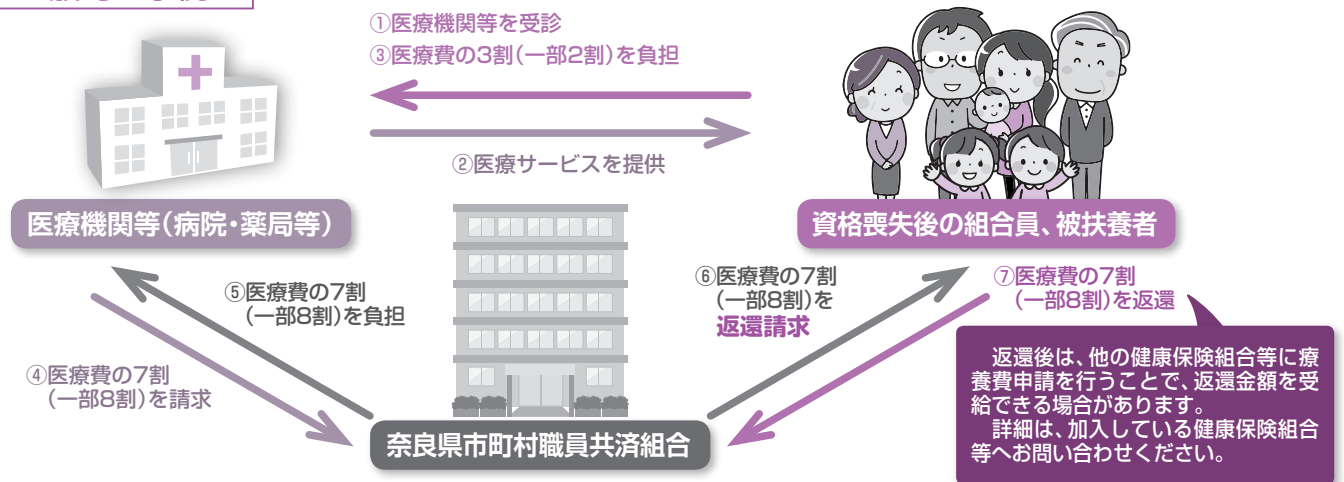 ①医療機関等を受診
③医療費の3割(一部2割)を負担
②医療サービスを提供
医療機関等(病院・薬局等)
資格喪失後の組合員、被扶養者
⑤医療費の7割
(一部8割)を負担
⑥医療費の7割
(一部8割)を
返還請求
⑦医療費の7割
(一部8割)を返還
④医療費の7割
(一部8割)を請求
奈良県市町村職員共済組合
返還後は、他の健康保険組合等に療
養費申請を行うことで、返還金額を受
給できる場合があります。
詳細は、加入している健康保険組合
等へお問い合わせください。